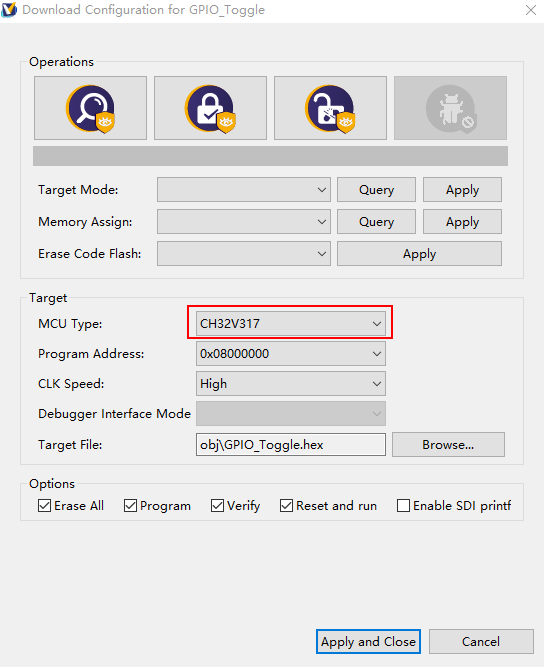 Download Configuration for GPIO_Toggle
Operations
Target Mode: Query Apply
Memory Assign: Query Apply
Erase Code Flash: Apply
Target
MCU Type: CH32V317
Program Address: 0x08000000
CLK Speed: High
Debugger Interface Mode
Target File: obj\GPIO_Toggle.hex Browse...
Options
Erase All Program Verify Reset and run Enable SDI printf
Apply and Close Cancel